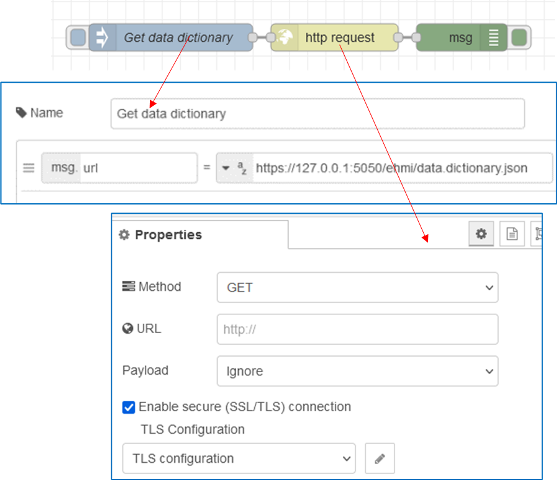 Get data dictionary http request msg
Name Get data dictionary
msg. url = az https://127.0.0.1:5050/ehmi/data.dictionary.json
Properties
Method GET
URL http://
Payload Ignore
Enable secure (SSL/TLS) connection
TLS Configuration
TLS configuration